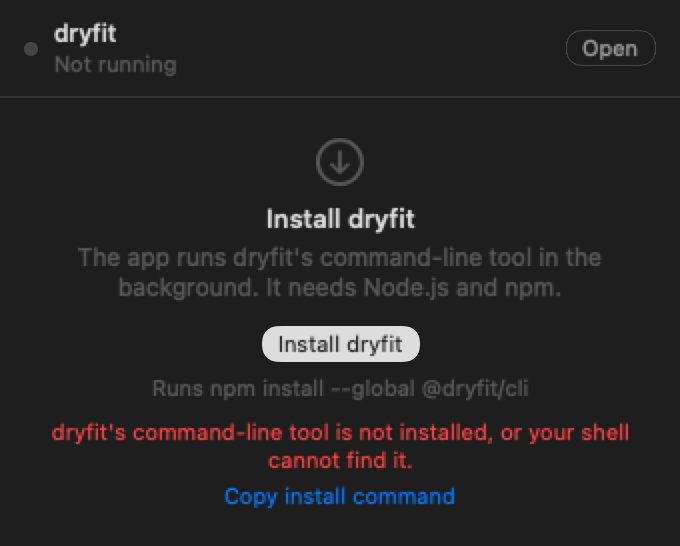 dryfit
Not running
Open
Install dryfit
The app runs dryfit's command-line tool in the
background. It needs Node.js and npm.
Install dryfit
Runs npm install --global @dryfit/cli
dryfit's command-line tool is not installed, or your shell
cannot find it.
Copy install command